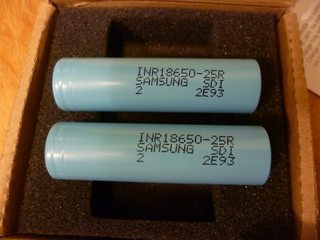 INR18650-25R
SAMSUNG SDI
2 2E93
INR18650-25R
SAMSUNG SDI
2 2E93